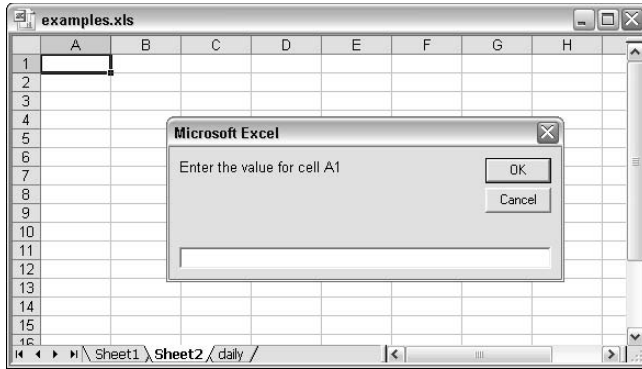 examples.xls
A B C D E F G H
1
2
3
4
5
6
7
8
9
10
11
12
13
14
15
16
Microsoft Excel
Enter the value for cell A1
OK
Cancel
Sheet1 Sheet2 daily